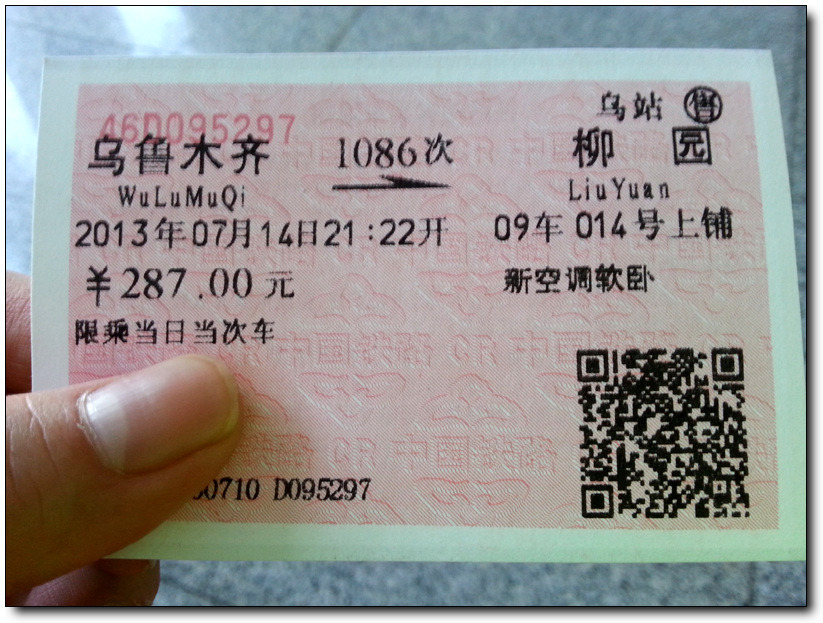 46D095297
乌站 售
乌鲁木齐 1086次 柳园
WuLuMuQi LiuYuan
2013年07月14日21:22开 09车 014号上铺
¥287.00元 新空调软卧
限乘当日当次车
0710 D095297